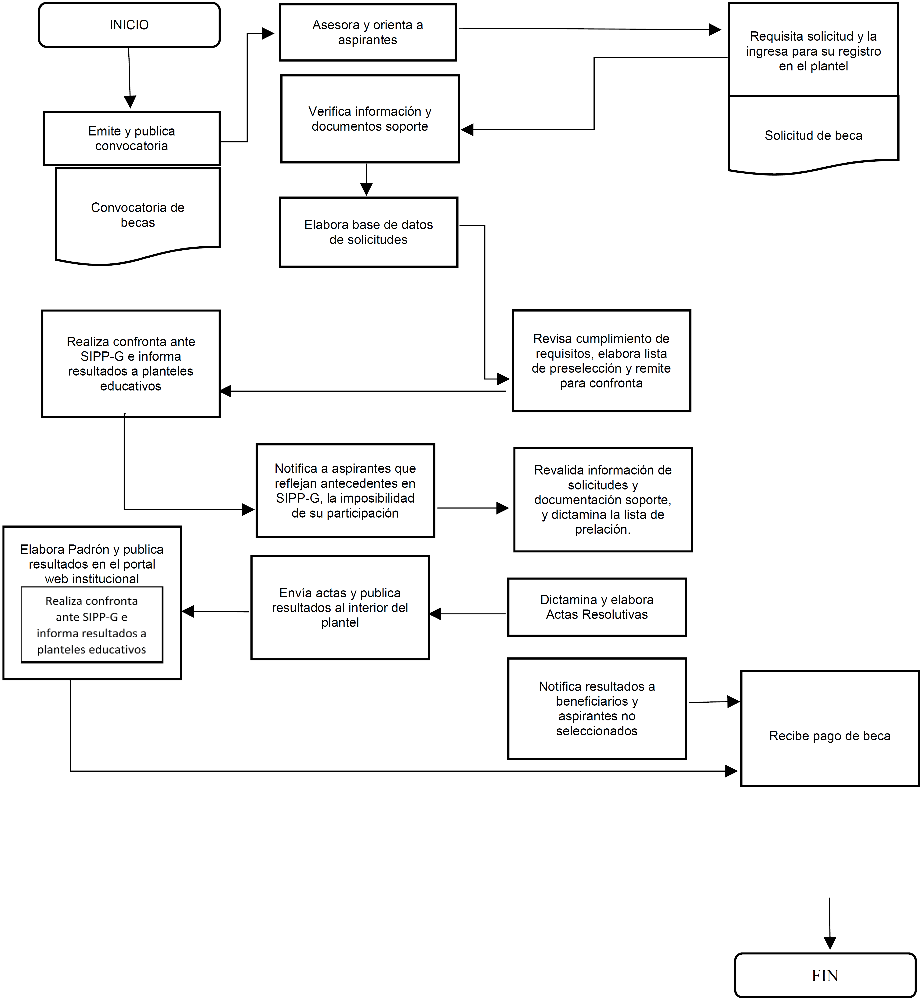 INICIO
Emite y publica
convocatoria
Convocatoria de
becas
Asesora y orienta a
aspirantes
Requisita solicitud y la
ingresa para su registro
en el plantel
Solicitud de beca
Verifica información y
documentos soporte
Elabora base de datos
de solicitudes
Revisa cumplimiento de
requisitos, elabora lista
de preselección y remite
para confronta
Realiza confronta ante
SIPP-G e informa
resultados a planteles
educativos
Notifica a aspirantes que
reflejan antecedentes en
SIPP-G, la imposibilidad
de su participación
Revalida información de
solicitudes y
documentación soporte,
y dictamina la lista de
prelación.
Dictamina y elabora
Actas Resolutivas
Envía actas y publica
resultados al interior del
plantel
Elabora Padrón y publica
resultados en el portal
web institucional
Realiza confronta
ante SIPP-G e
informa resultados a
planteles educativos
Notifica resultados a
beneficiarios y
aspirantes no
seleccionados
Recibe pago de beca
FIN